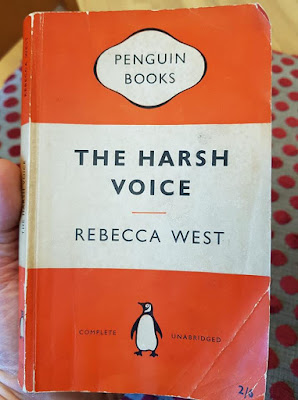 PENGUIN
BOOKS
THE HARSH
VOICE
REBECCA WEST
COMPLETE UNABRIDGED
2/6